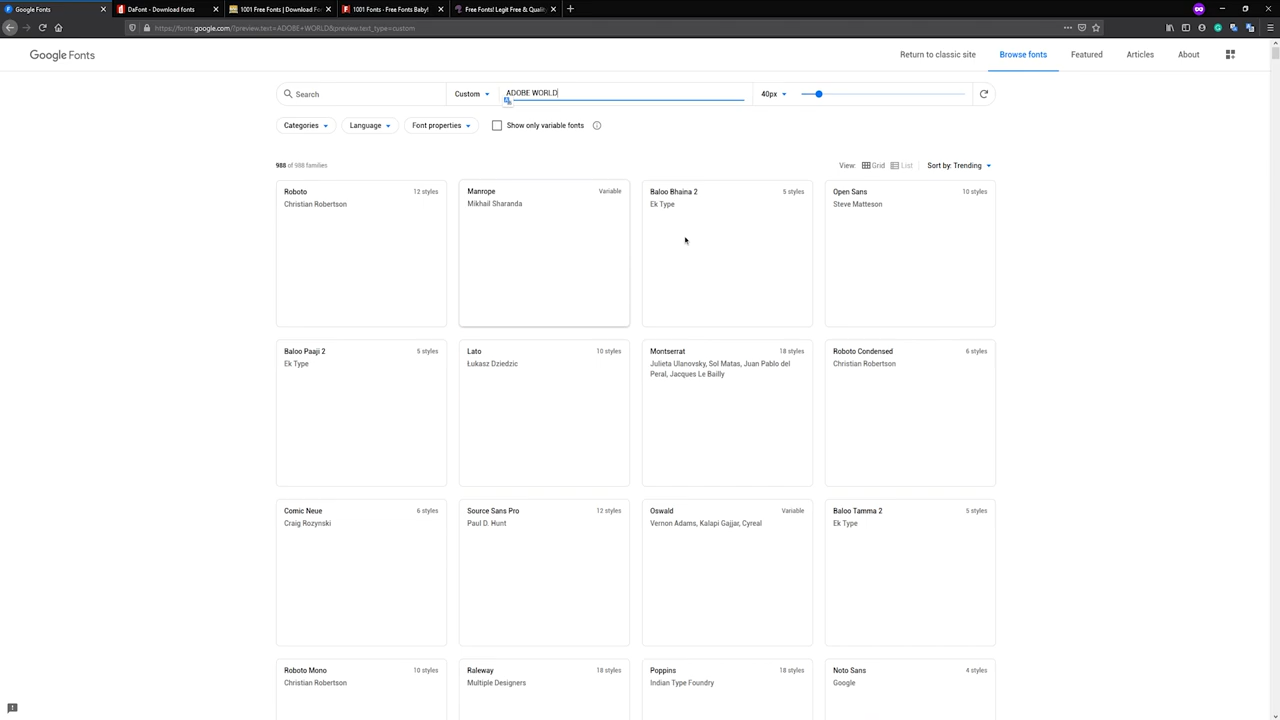 Google Fonts
DaFont - Download fonts
1001 Free Fonts | Download Fo
1001 Fonts - Free Fonts Baby!
Free Fonts! Legit Free & Quality
https://fonts.google.com/?preview.text=ADOBE+WORLD&preview.text_type=custom
Google Fonts
Return to classic site
Browse fonts
Featured
Articles
About
Search
Custom
ADOBE WORLD
40px
Categories
Language
Font properties
Show only variable fonts
988 of 988 families
View: Grid List
Sort by: Trending
Roboto 12 styles
Christian Robertson
Manrope Variable
Mikhail Sharanda
Baloo Bhaina 2 5 styles
Ek Type
Open Sans 10 styles
Steve Matteson
Baloo Paaji 2 5 styles
Ek Type
Lato 10 styles
Łukasz Dziedzic
Montserrat 18 styles
Julieta Ulanovsky, Sol Matas, Juan Pablo del
Peral, Jacques Le Bailly
Roboto Condensed 6 styles
Christian Robertson
Comic Neue 6 styles
Craig Rozynski
Source Sans Pro 12 styles
Paul D. Hunt
Oswald Variable
Vernon Adams, Kalapi Gajjar, Cyreal
Baloo Tamma 2 5 styles
Ek Type
Roboto Mono 10 styles
Christian Robertson
Raleway 18 styles
Multiple Designers
Poppins 18 styles
Indian Type Foundry
Noto Sans 4 styles
Google